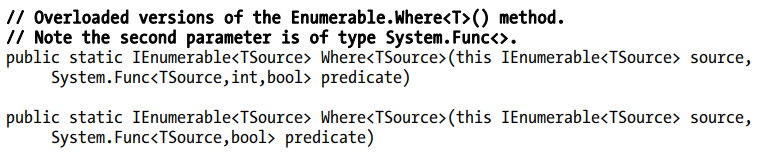 // Overloaded versions of the Enumerable.Where<T>() method.
// Note the second parameter is of type System.Func<>.
public static IEnumerable<TSource> Where<TSource>(this IEnumerable<TSource> source,
System.Func<TSource,int,bool> predicate)
public static IEnumerable<TSource> Where<TSource>(this IEnumerable<TSource> source,
System.Func<TSource,bool> predicate)